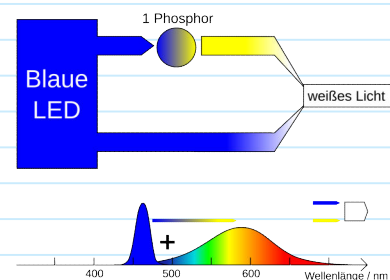 1 Phosphor
Blaue
LED
weißes Licht
+
400 500 600
Wellenlänge / nm